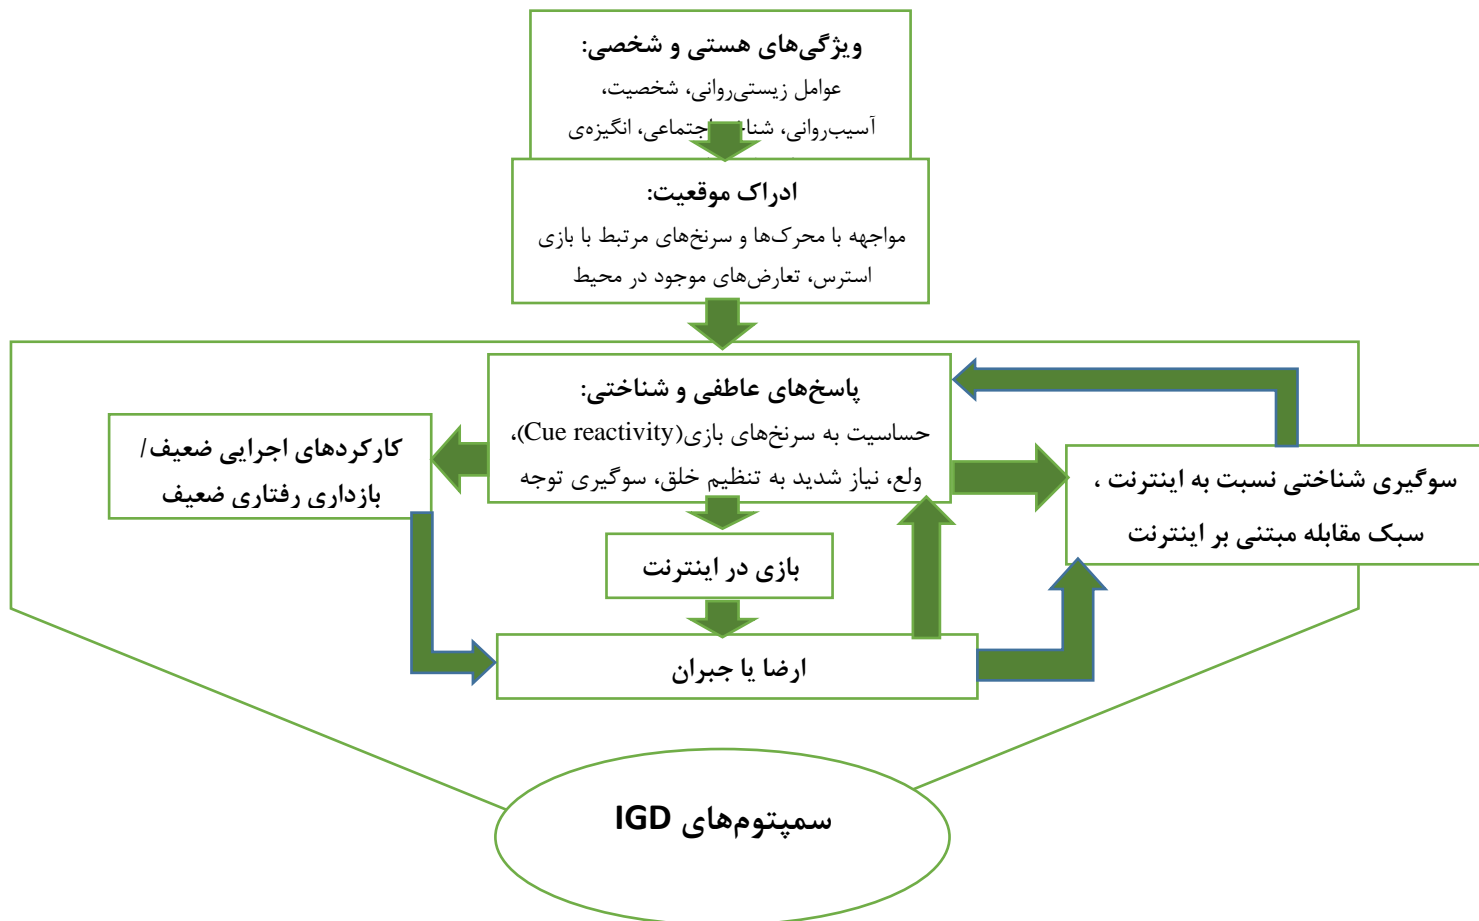 ویژگی‌های هستی و شخصی:
عوامل زیستی‌روانی، شخصیت،
آسیب‌روانی، اجتماعی، انگیزه‌ی
ادراک موقعیت:
مواجهه با محرک‌ها و سرنخ‌های مرتبط با بازی
استرس، تعارض‌های موجود در محیط
پاسخ‌های عاطفی و شناختی:
حساسیت به سرنخ‌های بازی(Cue reactivity)،
ولع، نیاز شدید به تنظیم خلق، سوگیری توجه
سوگیری شناختی نسبت به اینترنت ،
سبک مقابله مبتنی بر اینترنت
کارکردهای اجرایی ضعیف/
بازداری رفتاری ضعیف
بازی در اینترنت
ارضا یا جبران
سمپتوم‌های IGD